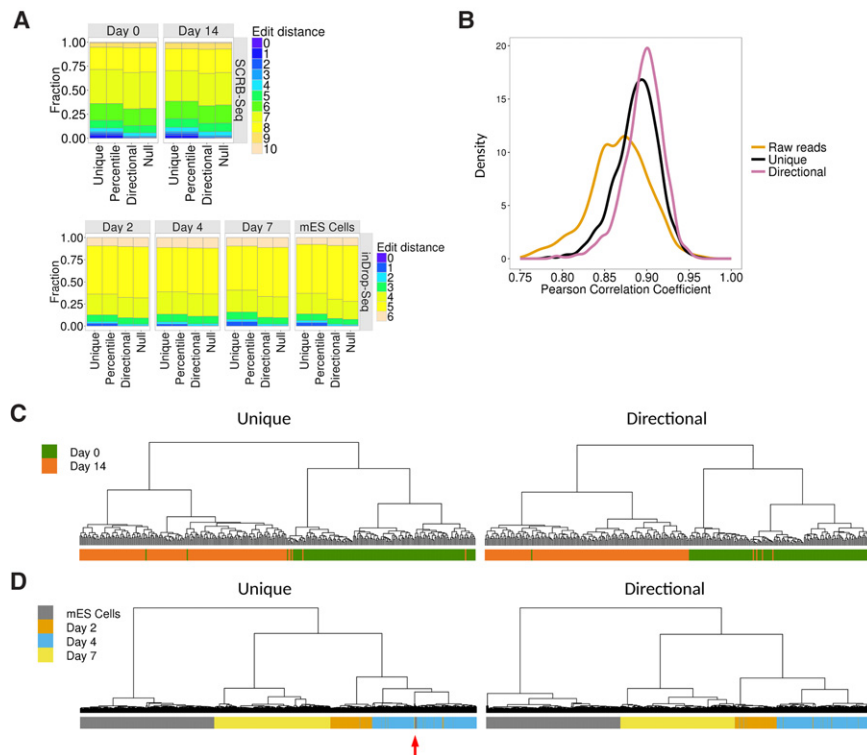 A
Day 0 Day 14 Edit distance
1.00
0.75
0.50
0.25
0.00
Fraction
SCRB-Seq
0
1
2
3
4
5
6
7
8
9
10
Unique Percentile Directional Null Unique Percentile Directional Null
Day 2 Day 4 Day 7 mES Cells
1.00
0.75
0.50
0.25
0.00
Fraction
inDrop-Seq
Edit distance
0
1
2
3
4
5
6
Unique Percentile Directional Null Unique Percentile Directional Null Unique Percentile Directional Null Unique Percentile Directional Null
B
20
15
10
5
0
Density
0.75 0.80 0.85 0.90 0.95 1.00
Pearson Correlation Coefficient
Raw reads
Unique
Directional
C
Unique Directional
Day 0
Day 14
D
Unique Directional
mES Cells
Day 2
Day 4
Day 7